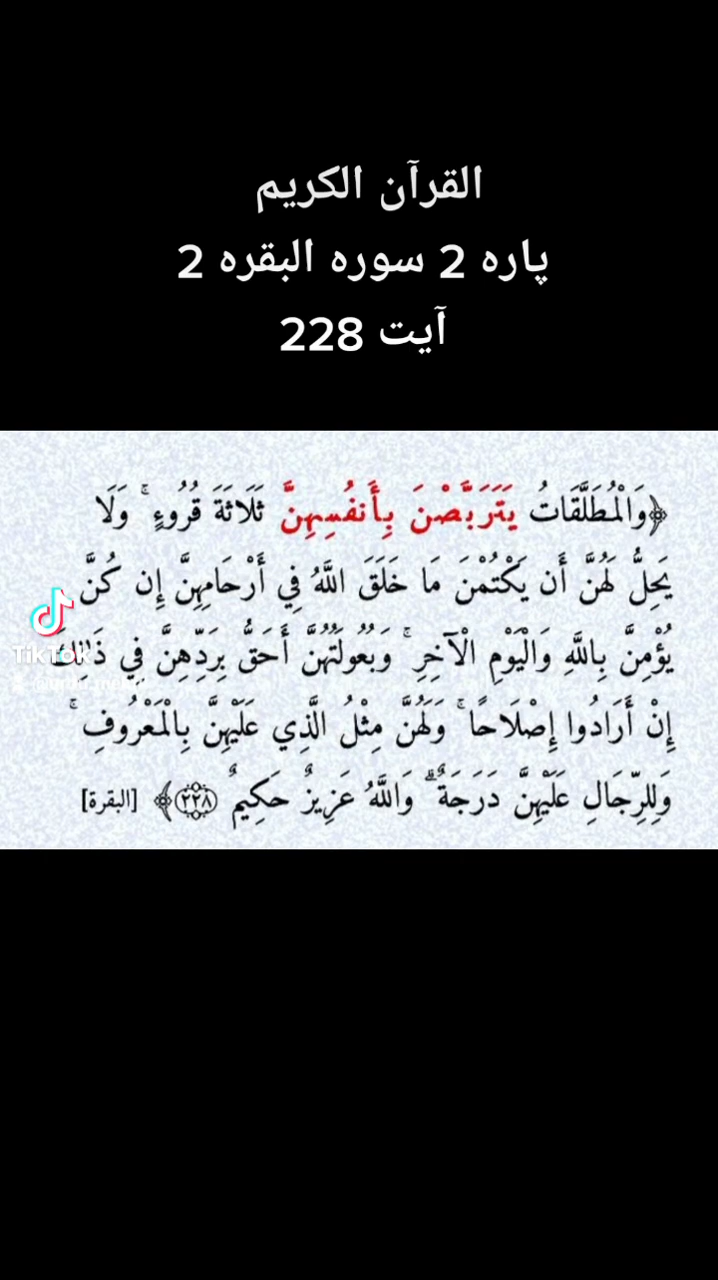 القرآن الكريم
پاره 2 سوره البقره 2
آيت 228
﴿وَالْمُطَلَّقَاتُ يَتَرَبَّصْنَ بِأَنفُسِهِنَّ ثَلَاثَةَ قُرُوءٍ ۚ وَلَا
يَحِلُّ لَهُنَّ أَن يَكْتُمْنَ مَا خَلَقَ اللَّهُ فِي أَرْحَامِهِنَّ إِن كُنَّ
يُؤْمِنَّ بِاللَّهِ وَالْيَوْمِ الْآخِرِ ۚ وَبُعُولَتُهُنَّ أَحَقُّ بِرَدِّهِنَّ فِي ذَٰلِكَ
إِنْ أَرَادُوا إِصْلَاحًا ۚ وَلَهُنَّ مِثْلُ الَّذِي عَلَيْهِنَّ بِالْمَعْرُوفِ ۚ
وَلِلرِّجَالِ عَلَيْهِنَّ دَرَجَةٌ ۗ وَاللَّهُ عَزِيزٌ حَكِيمٌ ﴿٢٢٨﴾ [البقرة]
TikTok